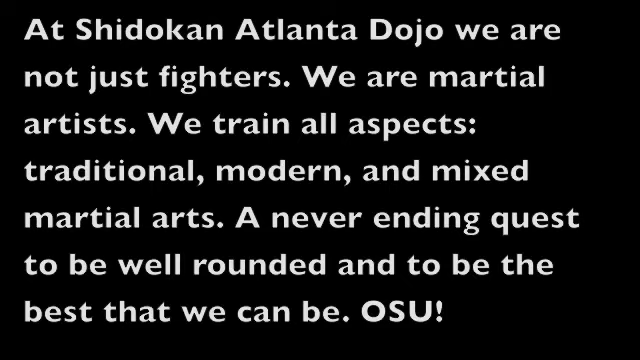 At Shidokan Atlanta Dojo we are
not just fighters. We are martial
artists. We train all aspects:
traditional, modern, and mixed
martial arts. A never ending quest
to be well rounded and to be the
best that we can be. OSU!